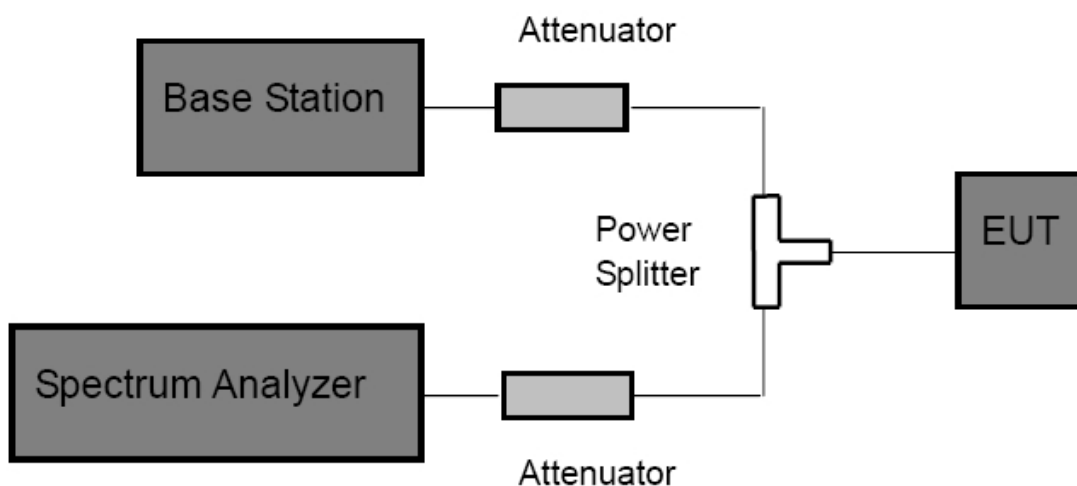 Attenuator
Base Station
Power
Splitter
EUT
Spectrum Analyzer
Attenuator